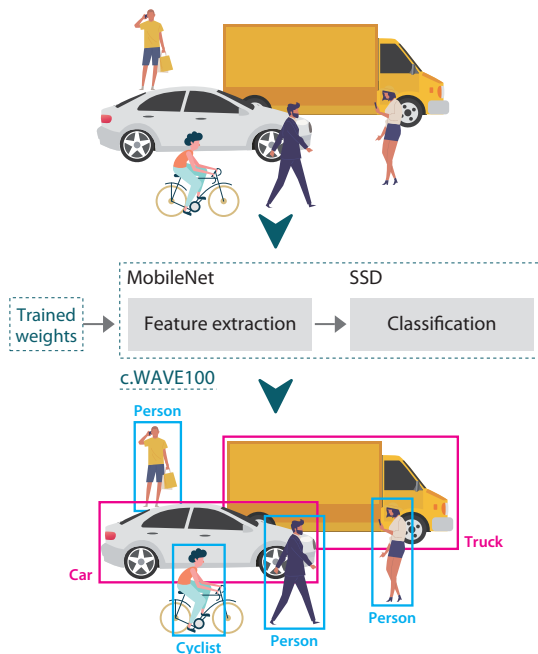 MobileNet
SSD
Trained
weights
Feature extraction
Classification
c.WAVE100
Person
Truck
Car
Person
Cyclist
Person